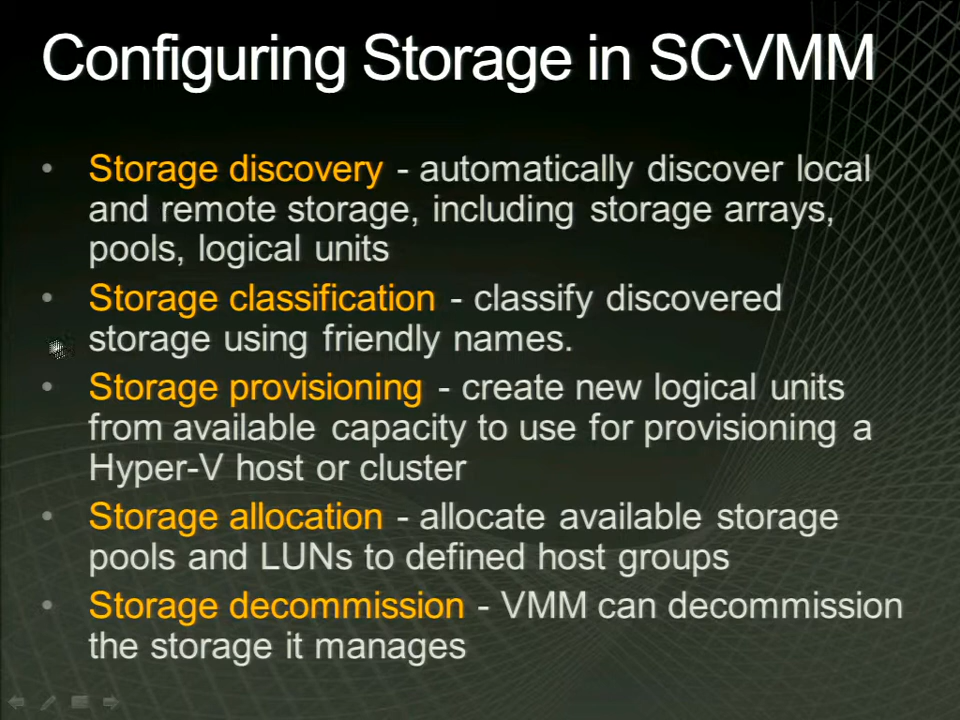 Configuring Storage in SCVMM
• Storage discovery - automatically discover local
and remote storage, including storage arrays,
pools, logical units
• Storage classification - classify discovered
storage using friendly names.
• Storage provisioning - create new logical units
from available capacity to use for provisioning a
Hyper-V host or cluster
• Storage allocation - allocate available storage
pools and LUNs to defined host groups
• Storage decommission - VMM can decommission
the storage it manages